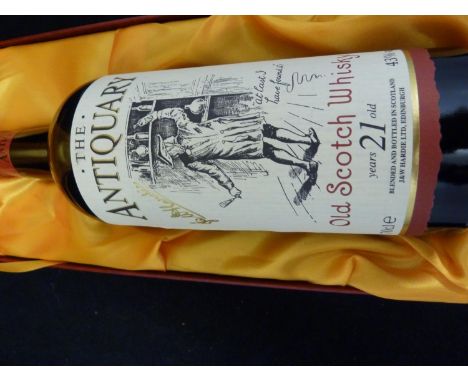 THE
ANTIQUARY
"at last I
have found
Old Scotch Whisky
years 21 old
BLENDED AND BOTTLED IN SCOTLAND
J&W HARDIE LTD, EDINBURGH
70cl ℮
43%